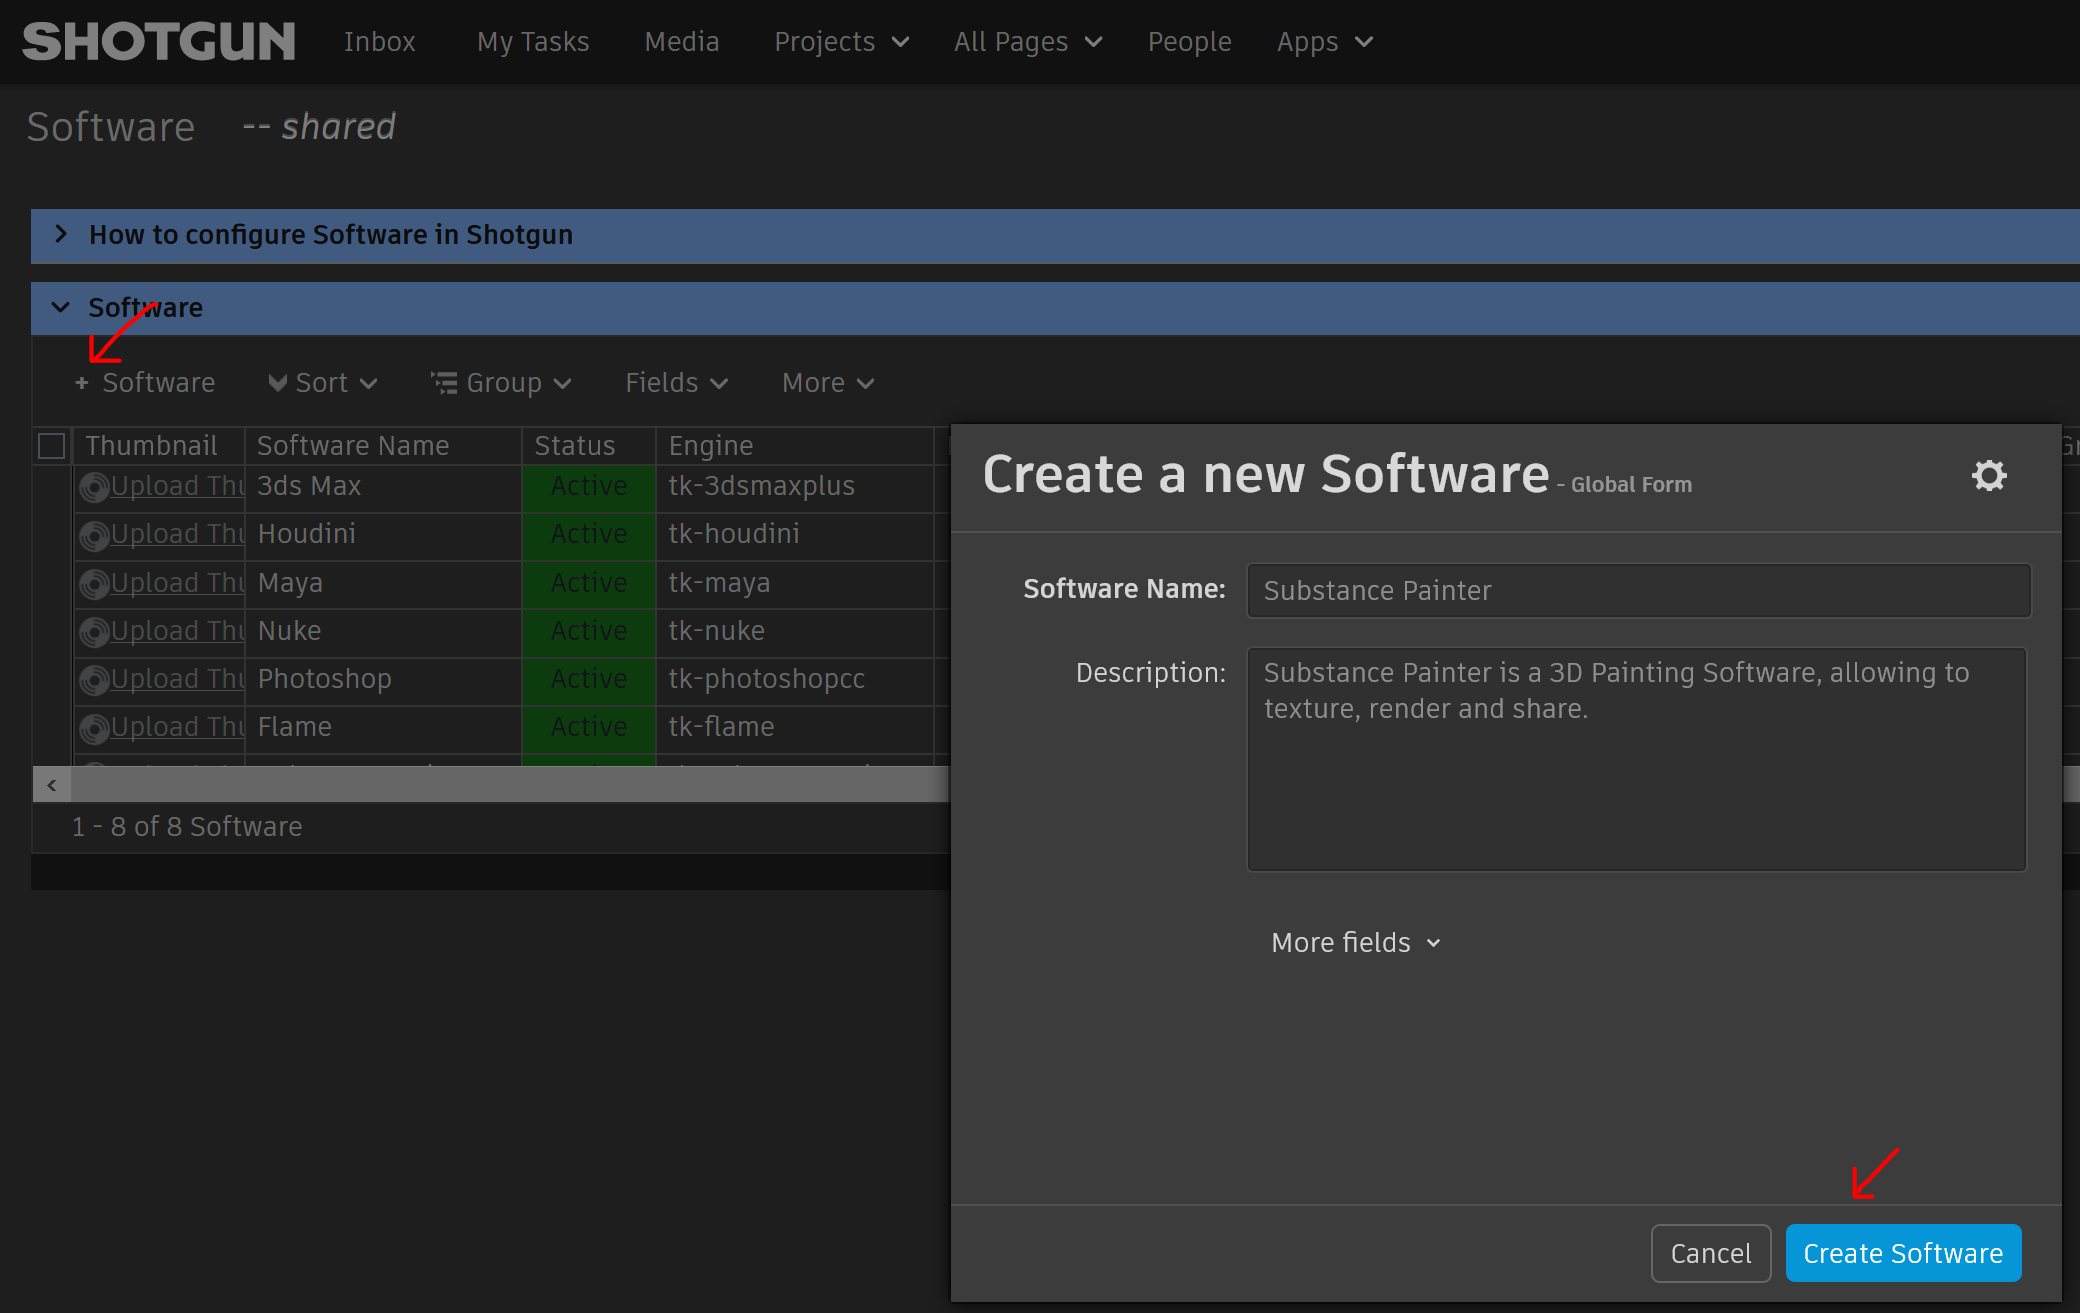 SHOTGUN Inbox My Tasks Media Projects All Pages People Apps
Software -- shared
How to configure Software in Shotgun
Software
+ Software Sort Group Fields More
Thumbnail Software Name Status Engine
Upload Thu 3ds Max Active tk-3dsmaxplus
Upload Thu Houdini Active tk-houdini
Upload Thu Maya Active tk-maya
Upload Thu Nuke Active tk-nuke
Upload Thu Photoshop Active tk-photoshopcc
Upload Thu Flame Active tk-flame
1 - 8 of 8 Software
Create a new Software - Global Form
Software Name: Substance Painter
Description: Substance Painter is a 3D Painting Software, allowing to
texture, render and share.
More fields
Cancel Create Software